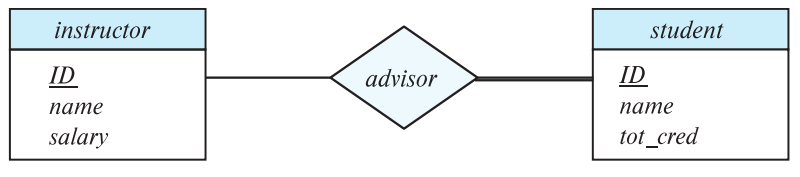 instructor
ID
name
salary
advisor
student
ID
name
tot_cred